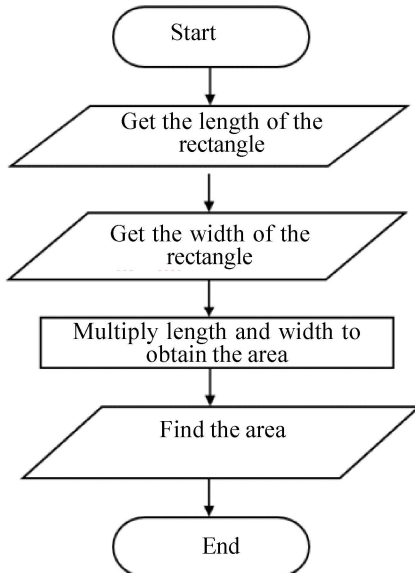 Start
Get the length of the
rectangle
Get the width of the
rectangle
Multiply length and width to
obtain the area
Find the area
End